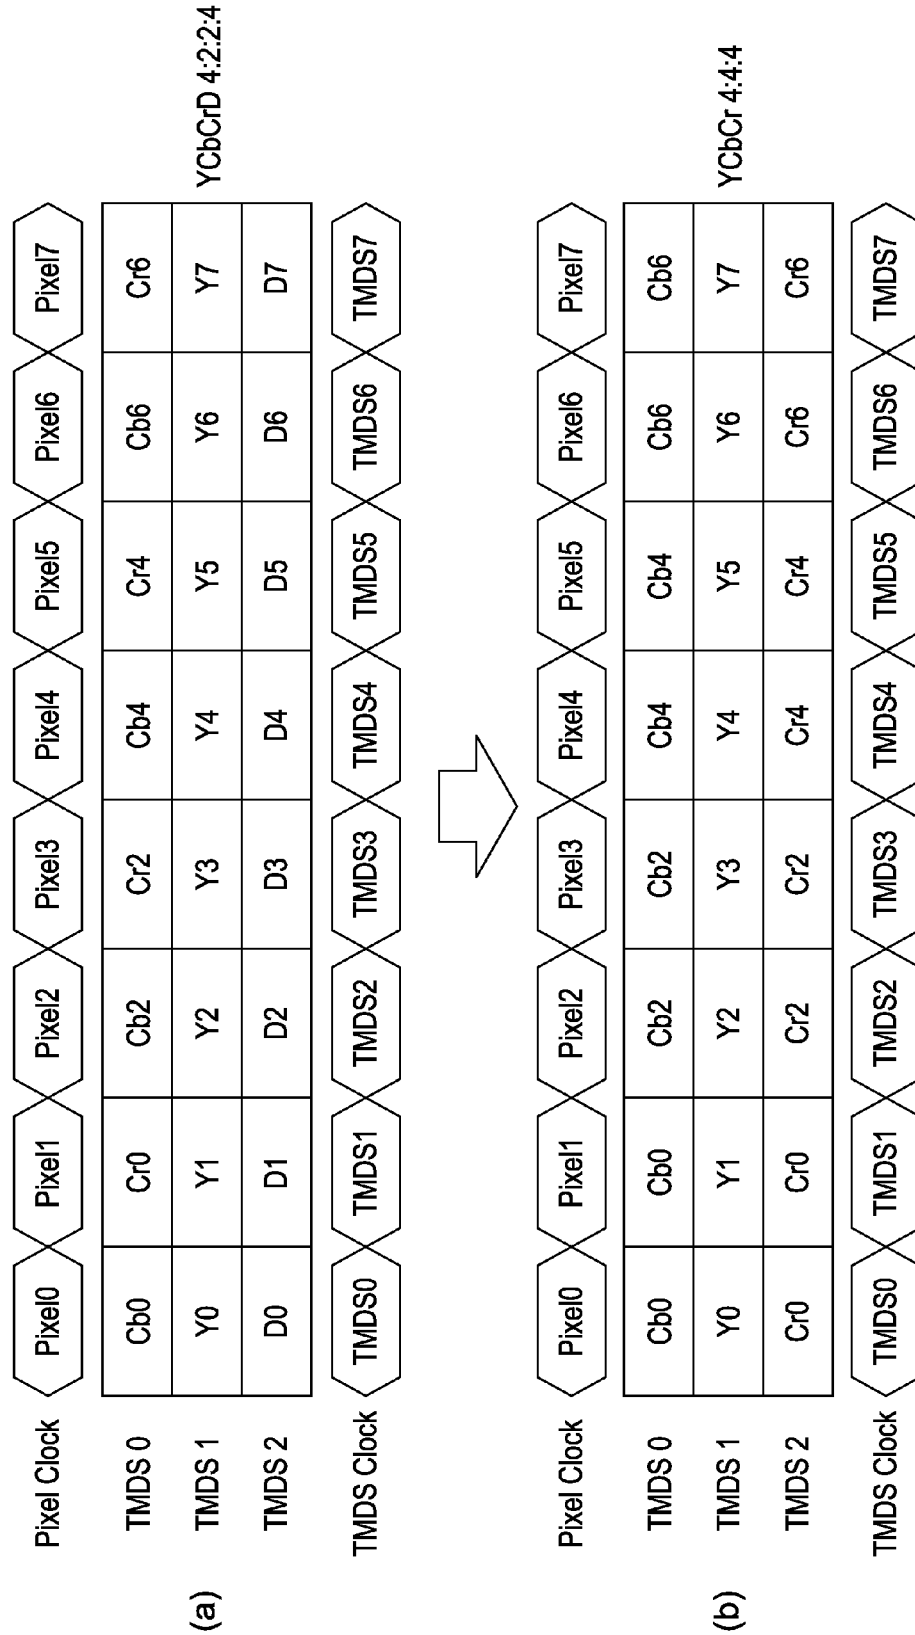 Pixel Clock Pixel0 Pixel1 Pixel2 Pixel3 Pixel4 Pixel5 Pixel6 Pixel7
TMDS 0 Cb0 Cr0 Cb2 Cr2 Cb4 Cr4 Cb6 Cr6
(a) TMDS 1 Y0 Y1 Y2 Y3 Y4 Y5 Y6 Y7 YCbCrD 4:2:2:4
TMDS 2 D0 D1 D2 D3 D4 D5 D6 D7
TMDS Clock TMDS0 TMDS1 TMDS2 TMDS3 TMDS4 TMDS5 TMDS6 TMDS7
Pixel Clock Pixel0 Pixel1 Pixel2 Pixel3 Pixel4 Pixel5 Pixel6 Pixel7
TMDS 0 Cb0 Cb0 Cb2 Cb2 Cb4 Cb4 Cb6 Cb6
(b) TMDS 1 Y0 Y1 Y2 Y3 Y4 Y5 Y6 Y7 YCbCr 4:4:4
TMDS 2 Cr0 Cr0 Cr2 Cr2 Cr4 Cr4 Cr6 Cr6
TMDS Clock TMDS0 TMDS1 TMDS2 TMDS3 TMDS4 TMDS5 TMDS6 TMDS7